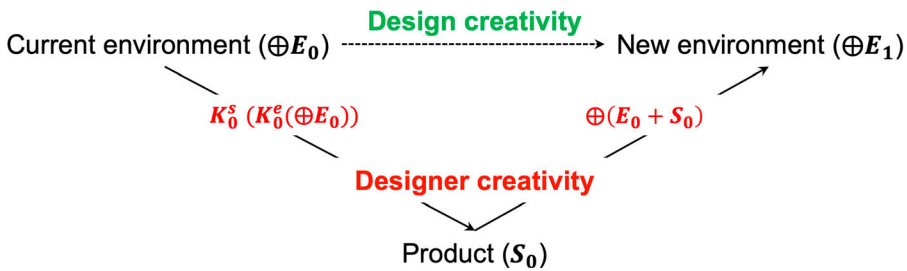 Design creativity
Current environment (⊕E₀) New environment (⊕E₁)
K₀ˢ (K₀ᵉ(⊕E₀)) ⊕(E₀ + S₀)
Designer creativity
Product (S₀)